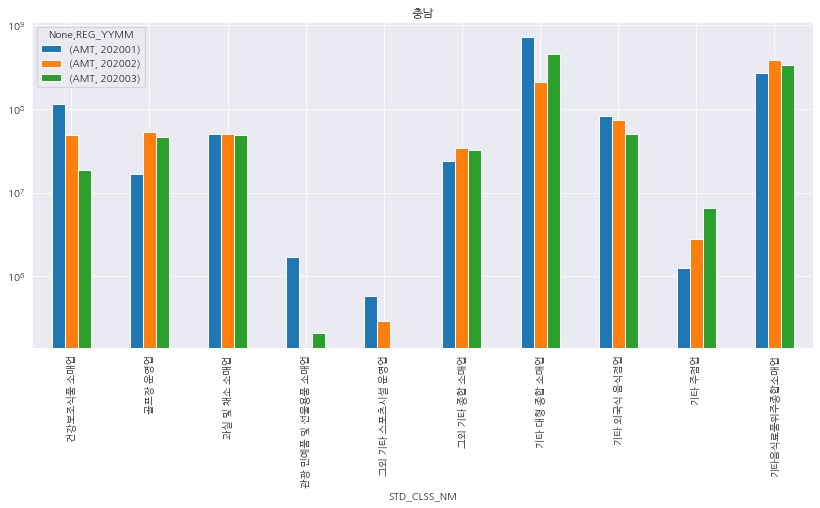 충남
None,REG_YYMM
(AMT, 202001)
(AMT, 202002)
(AMT, 202003)
10⁹
10⁸
10⁷
10⁶
건강보조식품 소매업
골프장 운영업
과실 및 채소 소매업
관광 민예품 및 선물용품 소매업
그외 기타 스포츠시설 운영업
그외 기타 종합 소매업
기타 대형 종합 소매업
기타 외국식 음식점업
기타 주점업
기타음식료품위주종합소매업
STD_CLSS_NM